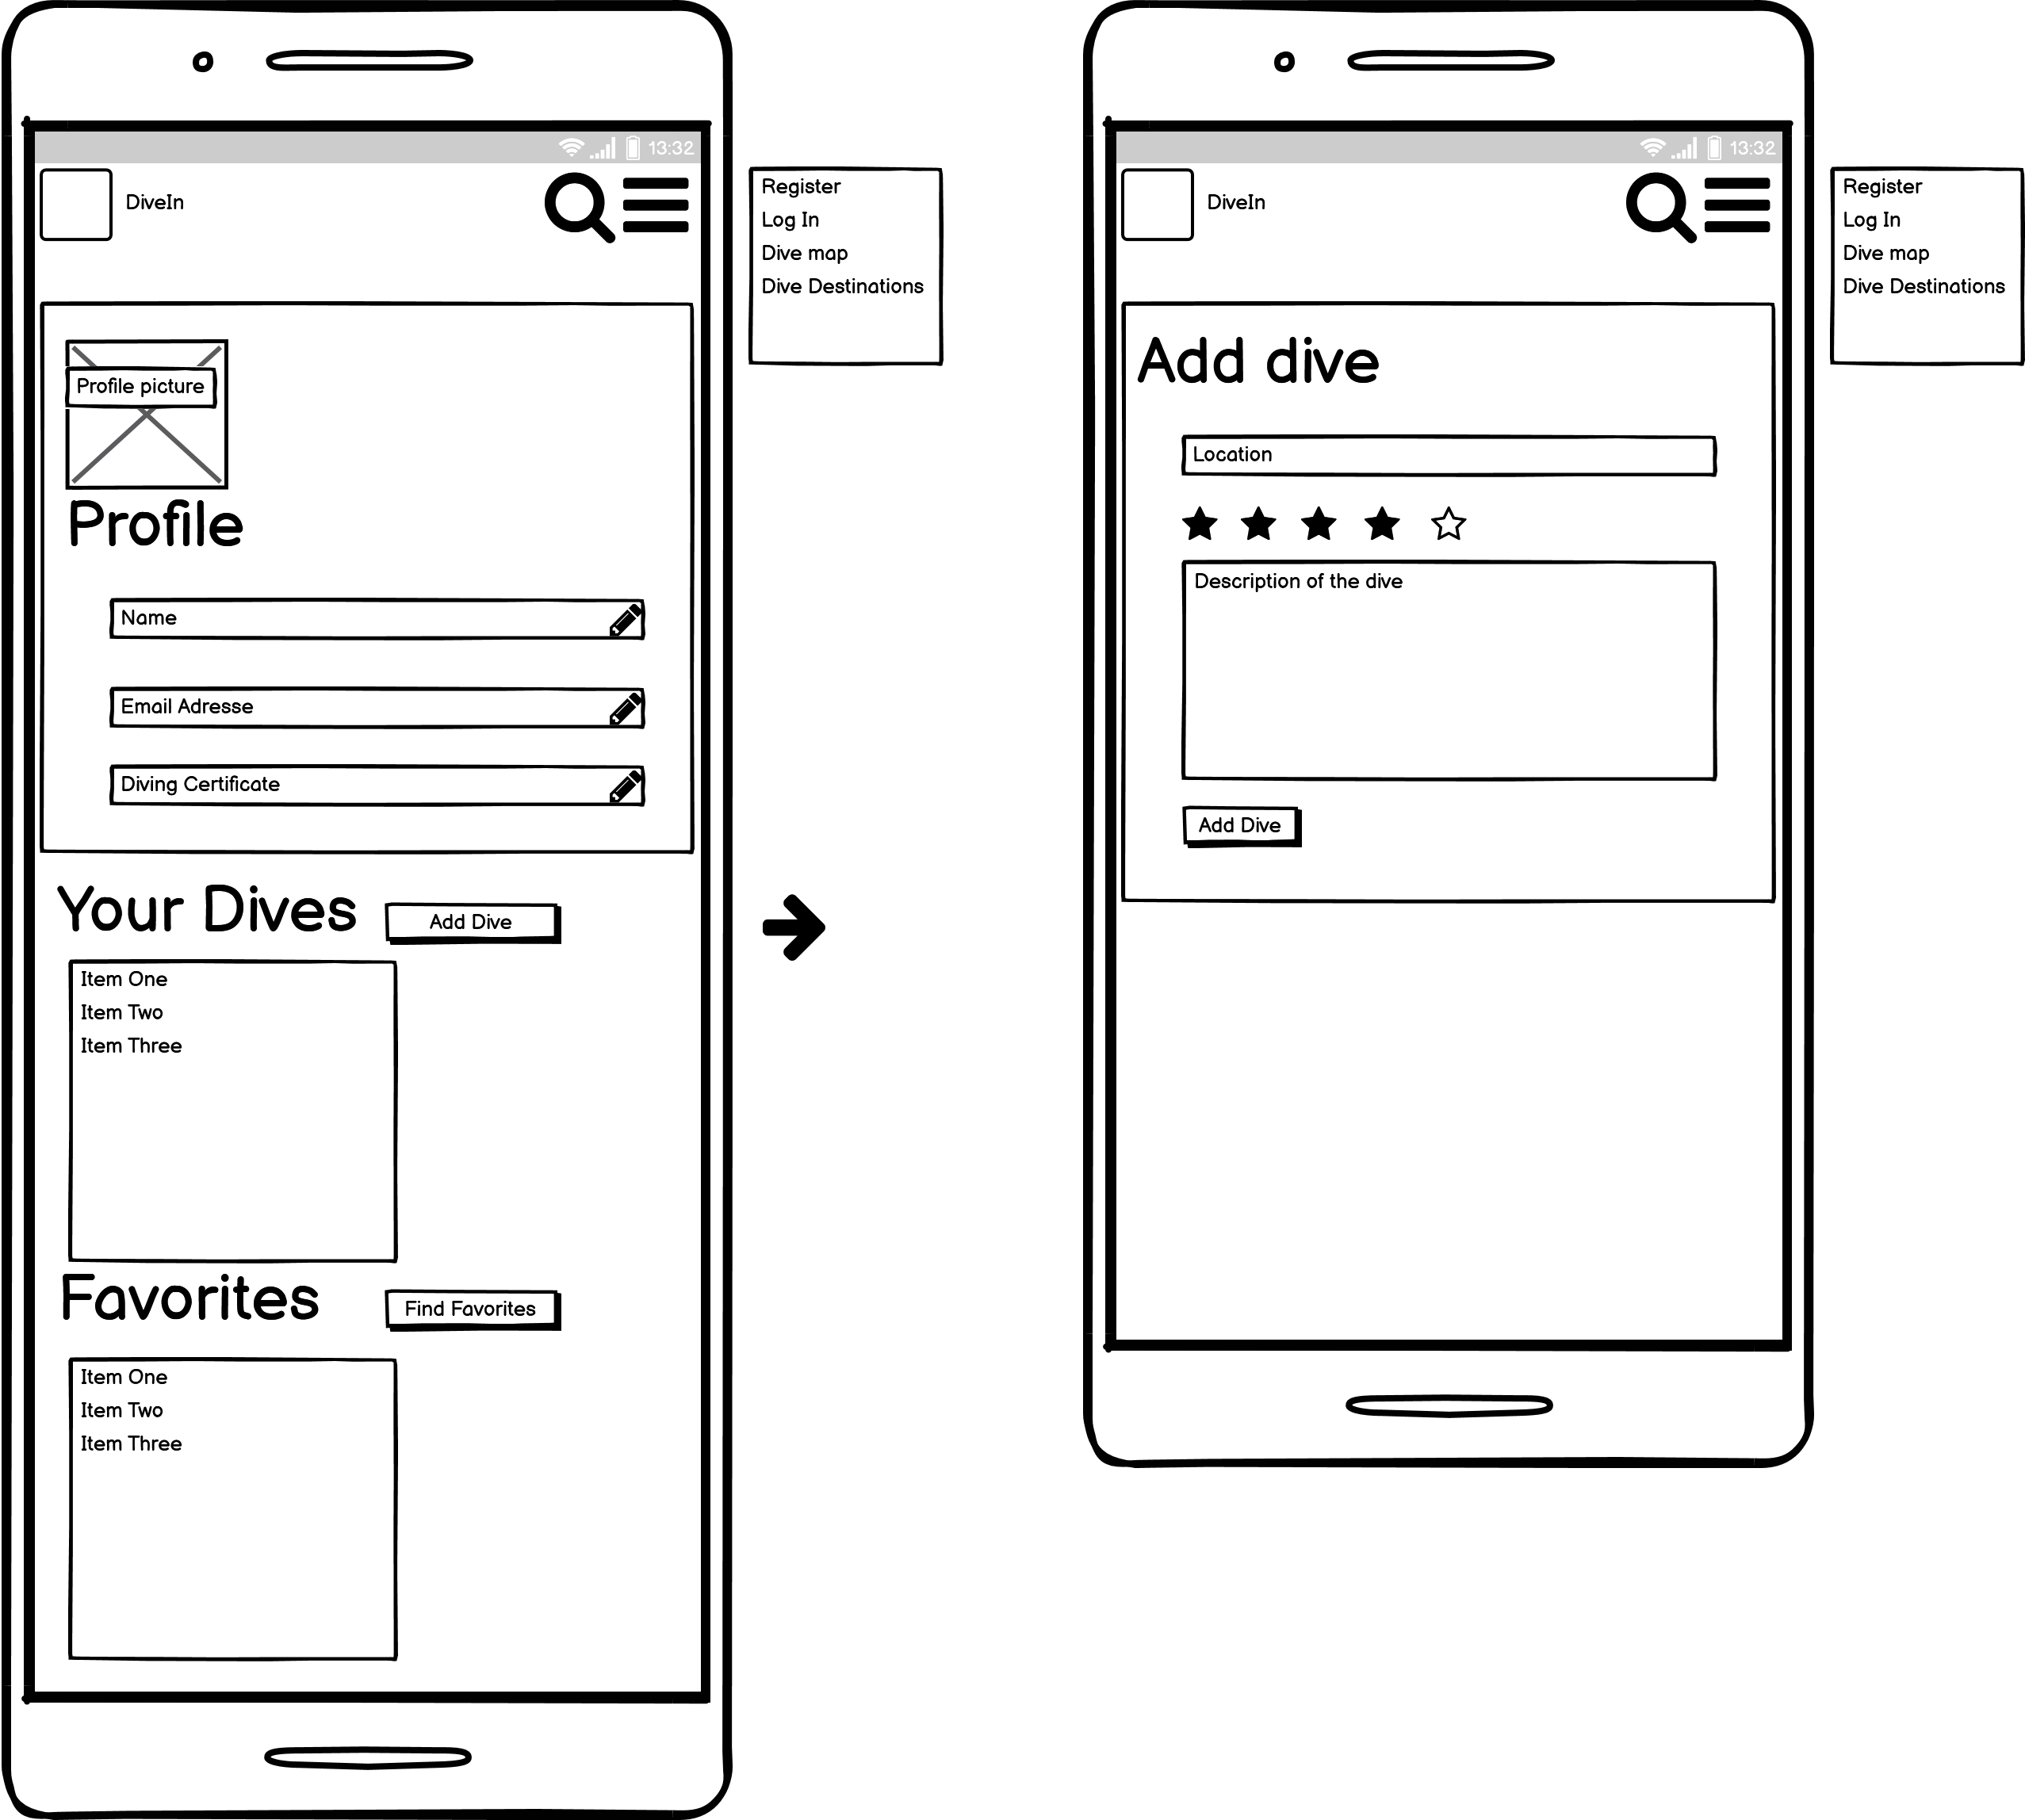 13:32
DiveIn
Register
Log In
Dive map
Dive Destinations
Profile picture
Profile
Name
Email Adresse
Diving Certificate
Your Dives
Add Dive
Item One
Item Two
Item Three
Favorites
Find Favorites
Item One
Item Two
Item Three
13:32
DiveIn
Register
Log In
Dive map
Dive Destinations
Add dive
Location
Description of the dive
Add Dive